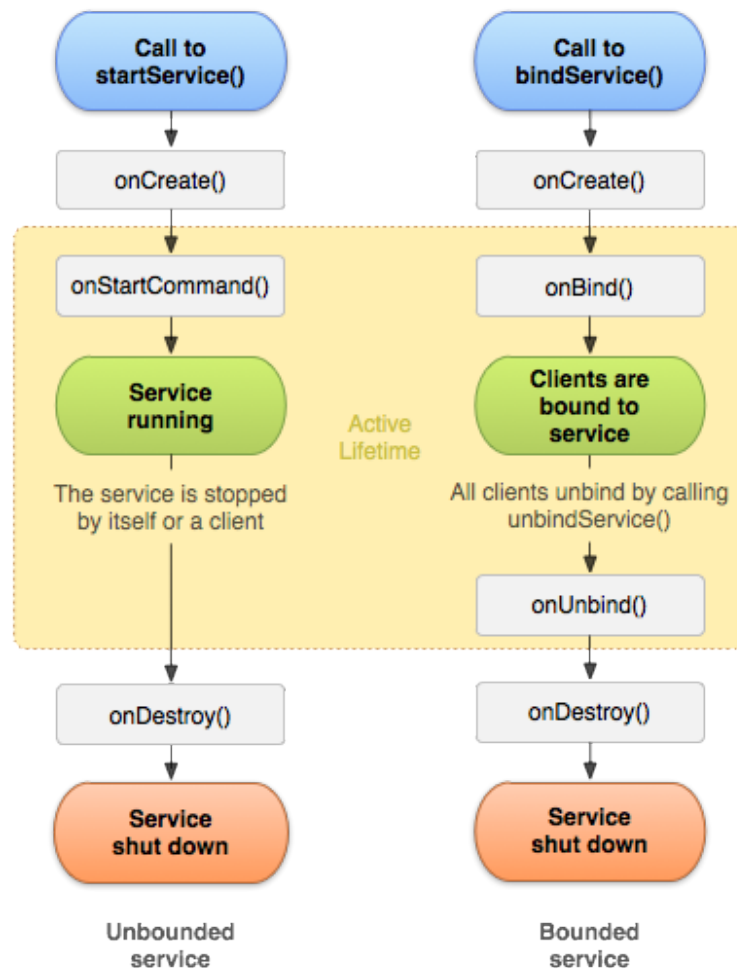 Call to
startService()
onCreate()
onStartCommand()
Service
running
The service is stopped
by itself or a client
onDestroy()
Service
shut down
Unbounded
service
Active
Lifetime
Call to
bindService()
onCreate()
onBind()
Clients are
bound to
service
All clients unbind by calling
unbindService()
onUnbind()
onDestroy()
Service
shut down
Bounded
service